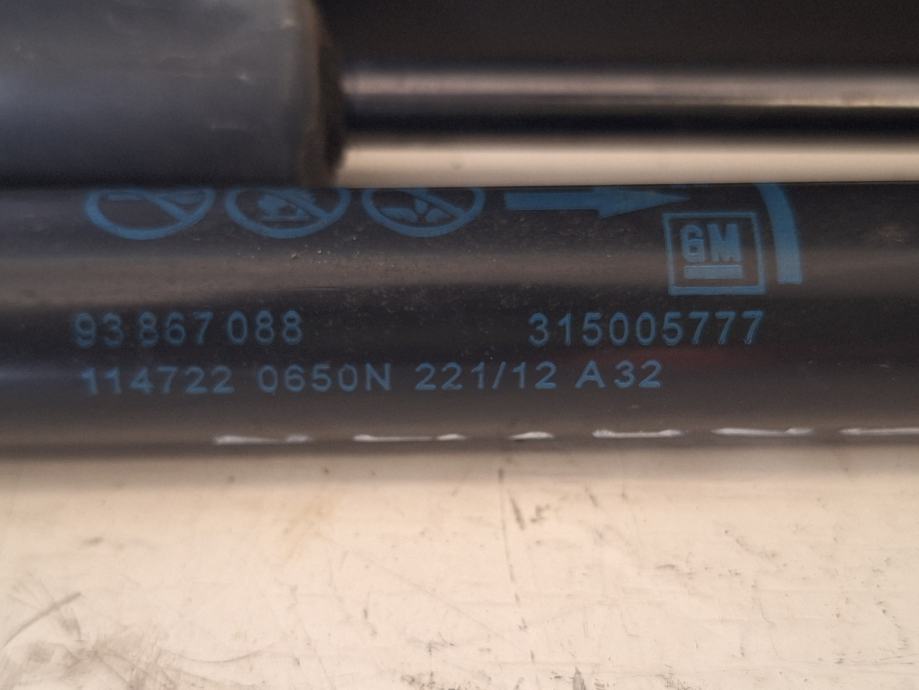 GM
93 867 088 315005777
114722 0650N 221/12 A32